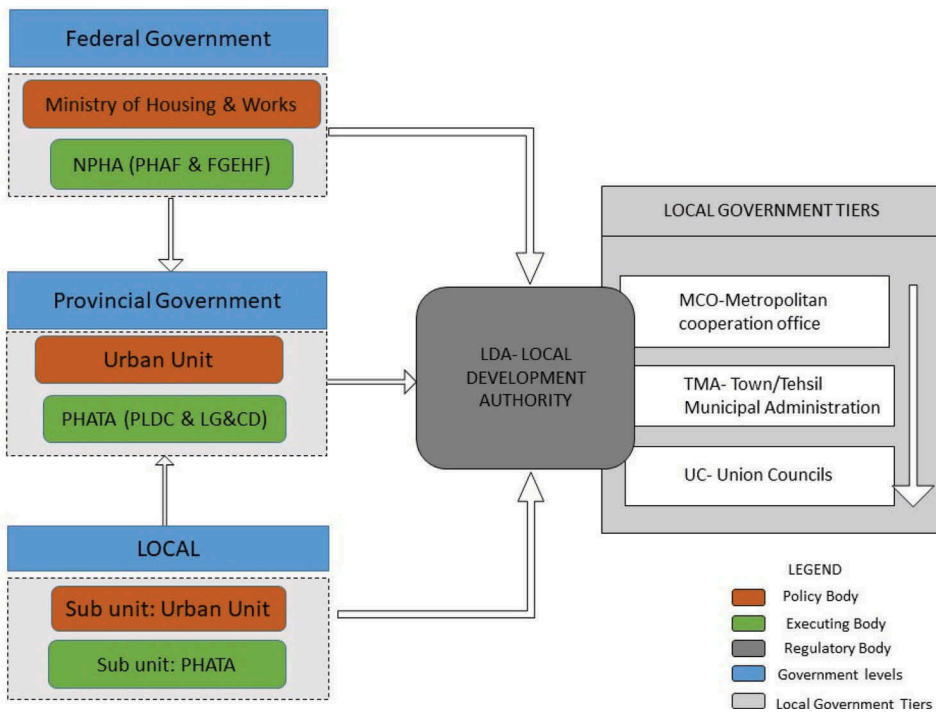 Federal Government
Ministry of Housing & Works
NPHA (PHAF & FGEHF)
Provincial Government
Urban Unit
PHATA (PLDC & LG&CD)
LOCAL
Sub unit: Urban Unit
Sub unit: PHATA
LDA- LOCAL
DEVELOPMENT
AUTHORITY
LOCAL GOVERNMENT TIERS
MCO-Metropolitan
cooperation office
TMA- Town/Tehsil
Municipal Administration
UC- Union Councils
LEGEND
Policy Body
Executing Body
Regulatory Body
Government levels
Local Government Tiers